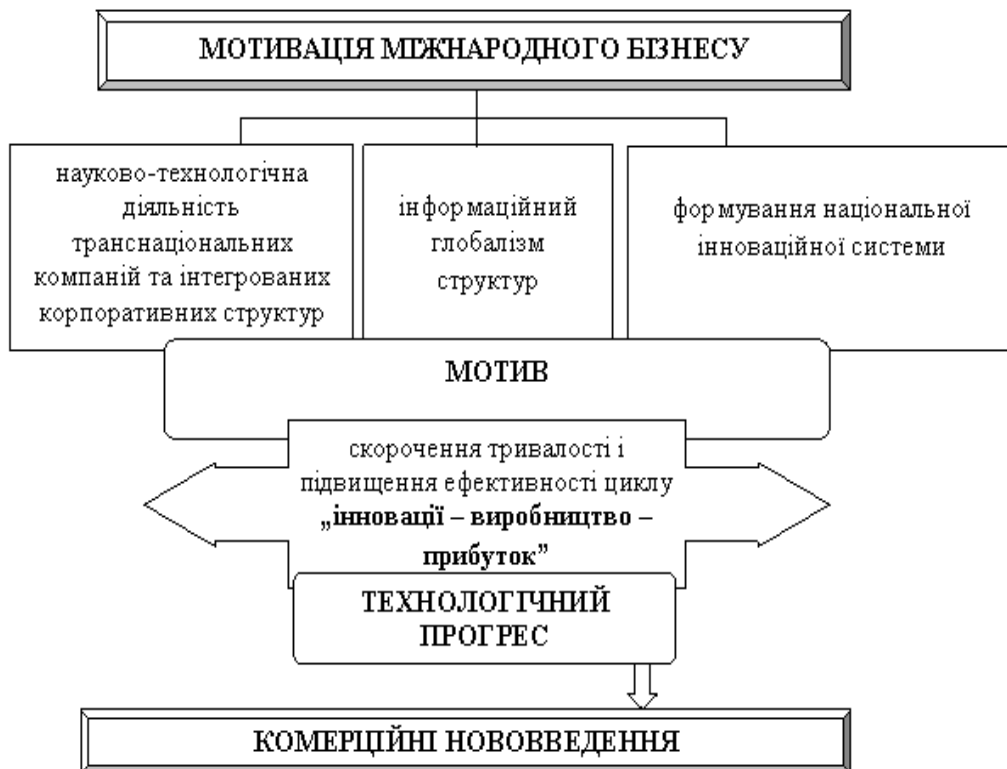 МОТИВАЦІЯ МІЖНАРОДНОГО БІЗНЕСУ
науково-технологічна
діяльність
транснаціональних
компаній та інтегрованих
корпоративних структур
інформаційний
глобалізм
структур
формування національної
інноваційної системи
МОТИВ
скорочення тривалості і
підвищення ефективності циклу
„інновації – виробництво –
прибуток”
ТЕХНОЛОГІЧНИЙ
ПРОГРЕС
КОМЕРЦІЙНІ НОВОВВЕДЕННЯ